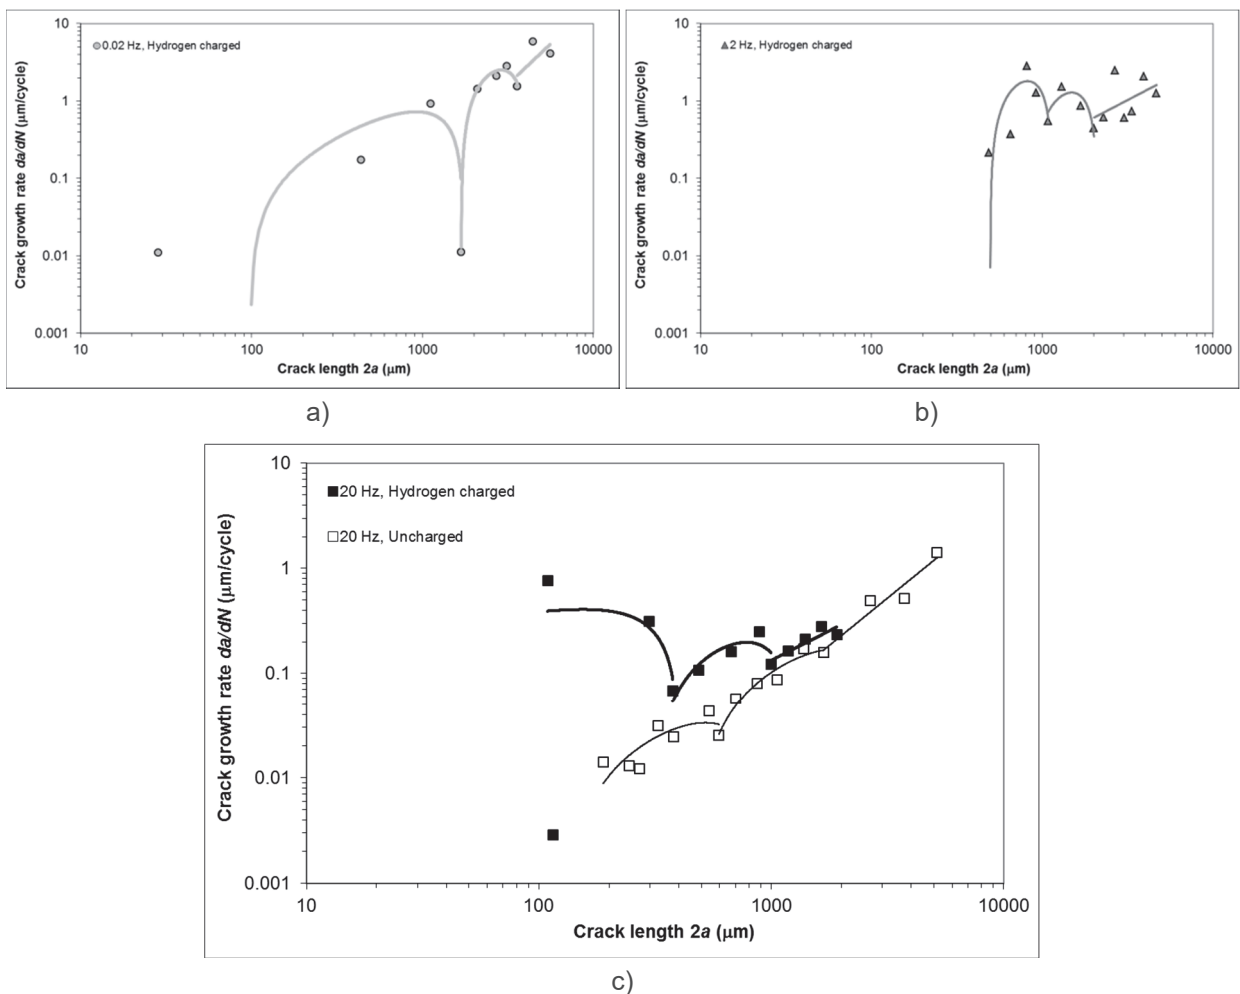 10
1
0.1
0.01
0.001
10
100
1000
10000
Crack growth rate da/dN (μm/cycle)
Crack length 2a (μm)
0.02 Hz, Hydrogen charged
a)
10
1
0.1
0.01
0.001
10
100
1000
10000
Crack growth rate da/dN (μm/cycle)
Crack length 2a (μm)
2 Hz, Hydrogen charged
b)
10
1
0.1
0.01
0.001
10
100
1000
10000
Crack growth rate da/dN (μm/cycle)
Crack length 2a (μm)
20 Hz, Hydrogen charged
20 Hz, Uncharged
c)